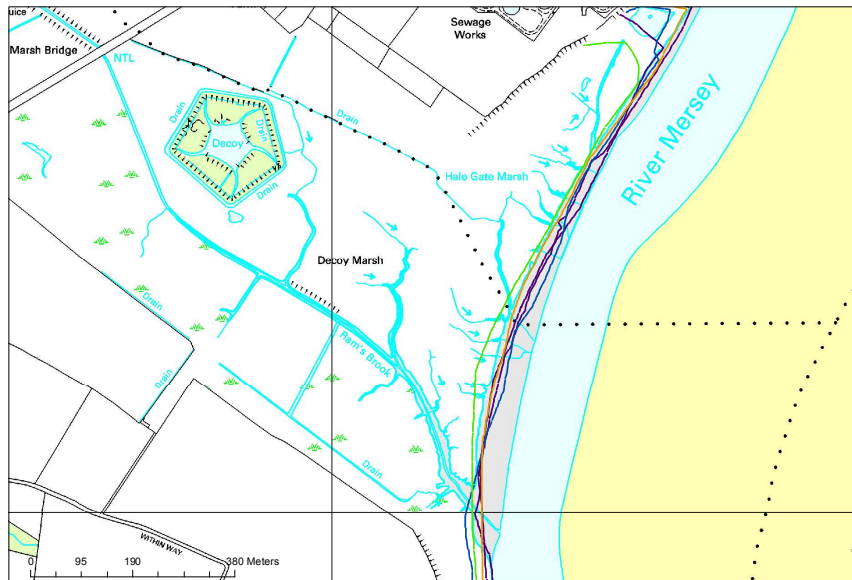 uice
Marsh Bridge
NTL
Sewage
Works
Drain
Drain
Drain
Decoy
Drain
Hale Gate Marsh
River Mersey
Decoy Marsh
Drain
Ram's Brook
Drain
Drain
WITHIN WAY
0 95 190 380 Meters